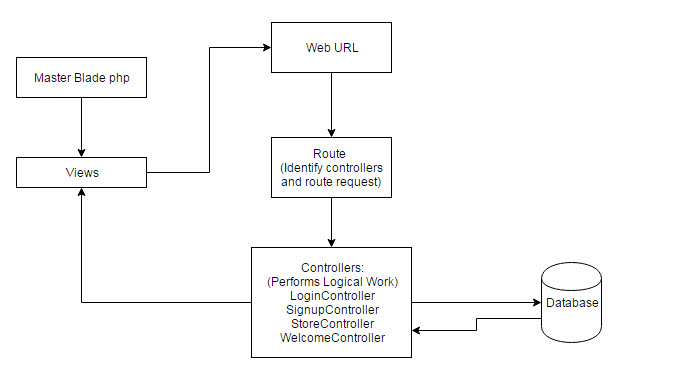 Web URL
Master Blade php
Route
(Identify controllers
and route request)
Views
Controllers:
(Performs Logical Work)
LoginController
SignupController
StoreController
WelcomeController
Database